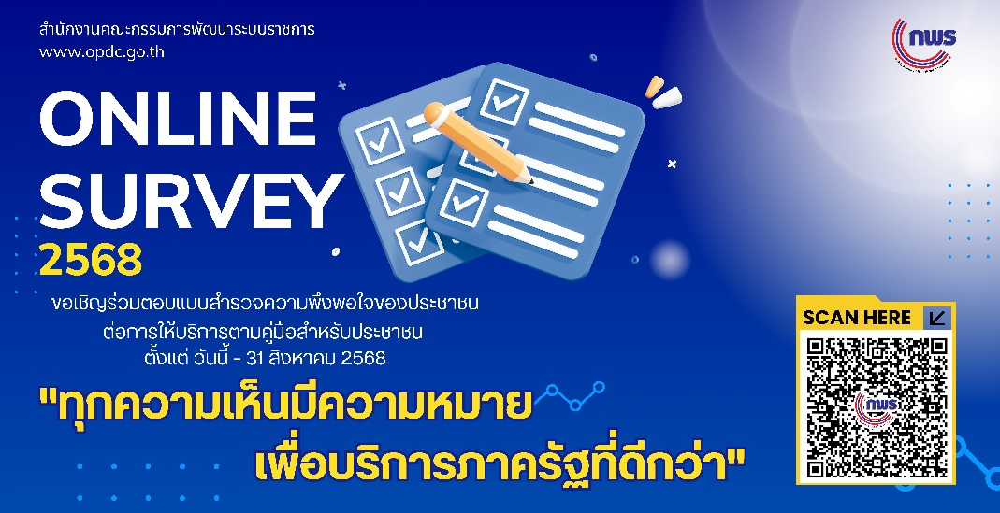 สำนักงานคณะกรรมการพัฒนาระบบราชการ
www.opdc.go.th
กพร
ONLINE
SURVEY
2568
ขอเชิญร่วมตอบแบบสำรวจความพึงพอใจของประชาชน
ต่อการให้บริการตามคู่มือสำหรับประชาชน
ตั้งแต่ วันนี้ - 31 สิงหาคม 2568
"ทุกความเห็นมีความหมาย
เพื่อบริการภาครัฐที่ดีกว่า"
SCAN HERE
กพร